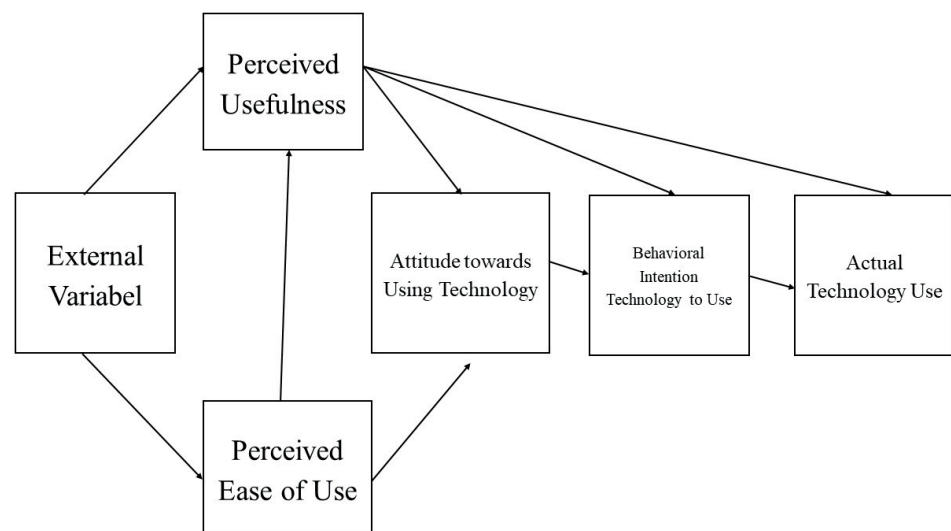 Perceived
Usefulness
External
Variabel
Attitude towards
Using Technology
Behavioral
Intention
Technology to Use
Actual
Technology Use
Perceived
Ease of Use